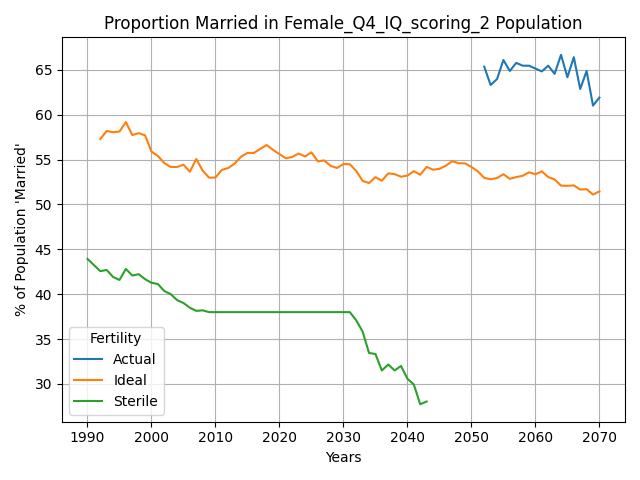 Proportion Married in Female_Q4_IQ_scoring_2 Population
% of Population 'Married'
65
60
55
50
45
40
35
30
Fertility
Actual
Ideal
Sterile
1990 2000 2010 2020 2030 2040 2050 2060 2070
Years